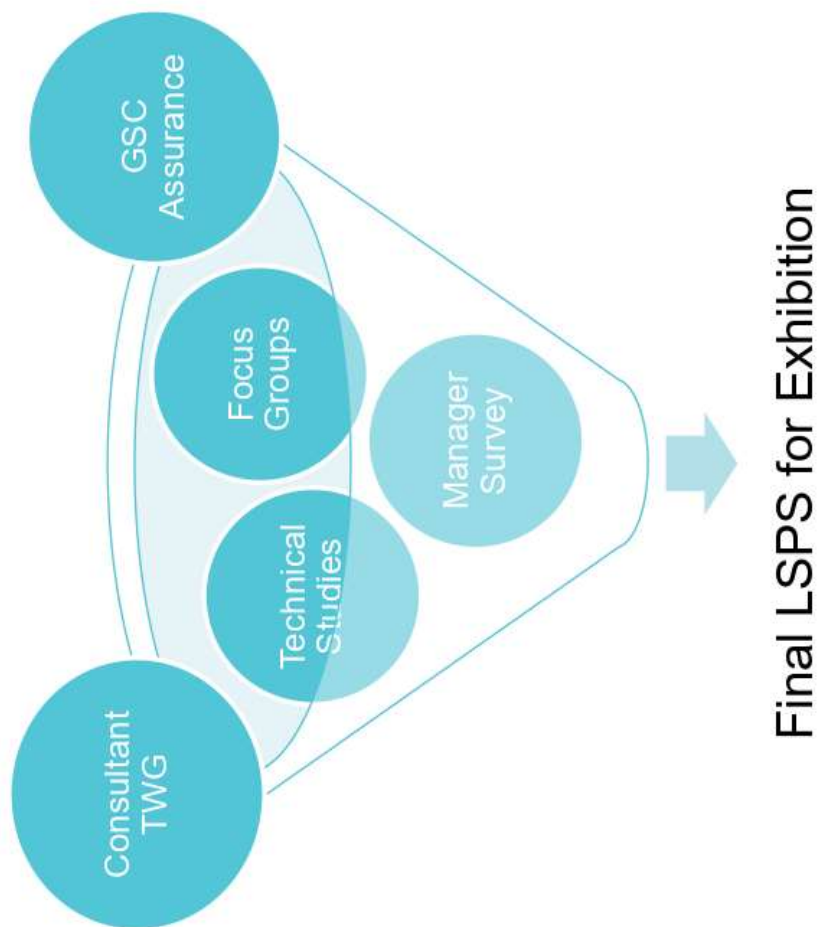 Consultant
TWG
GSC
Assurance
Technical
Studies
Focus
Groups
Manager
Survey
Final LSPS for Exhibition